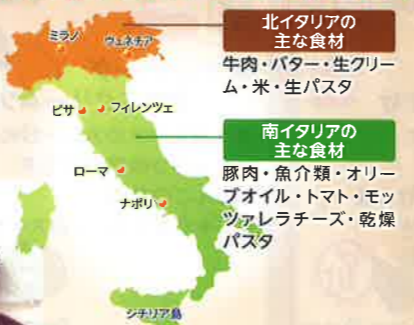 北イタリアの
主な食材
牛肉・バター・生クリー
ム・米・生パスタ
南イタリアの
主な食材
豚肉・魚介類・オリー
ブオイル・トマト・モッ
ツァレラチーズ・乾燥
パスタ
ミラノ
ヴェネチア
ピサ
フィレンツェ
ローマ
ナポリ
シチリア島